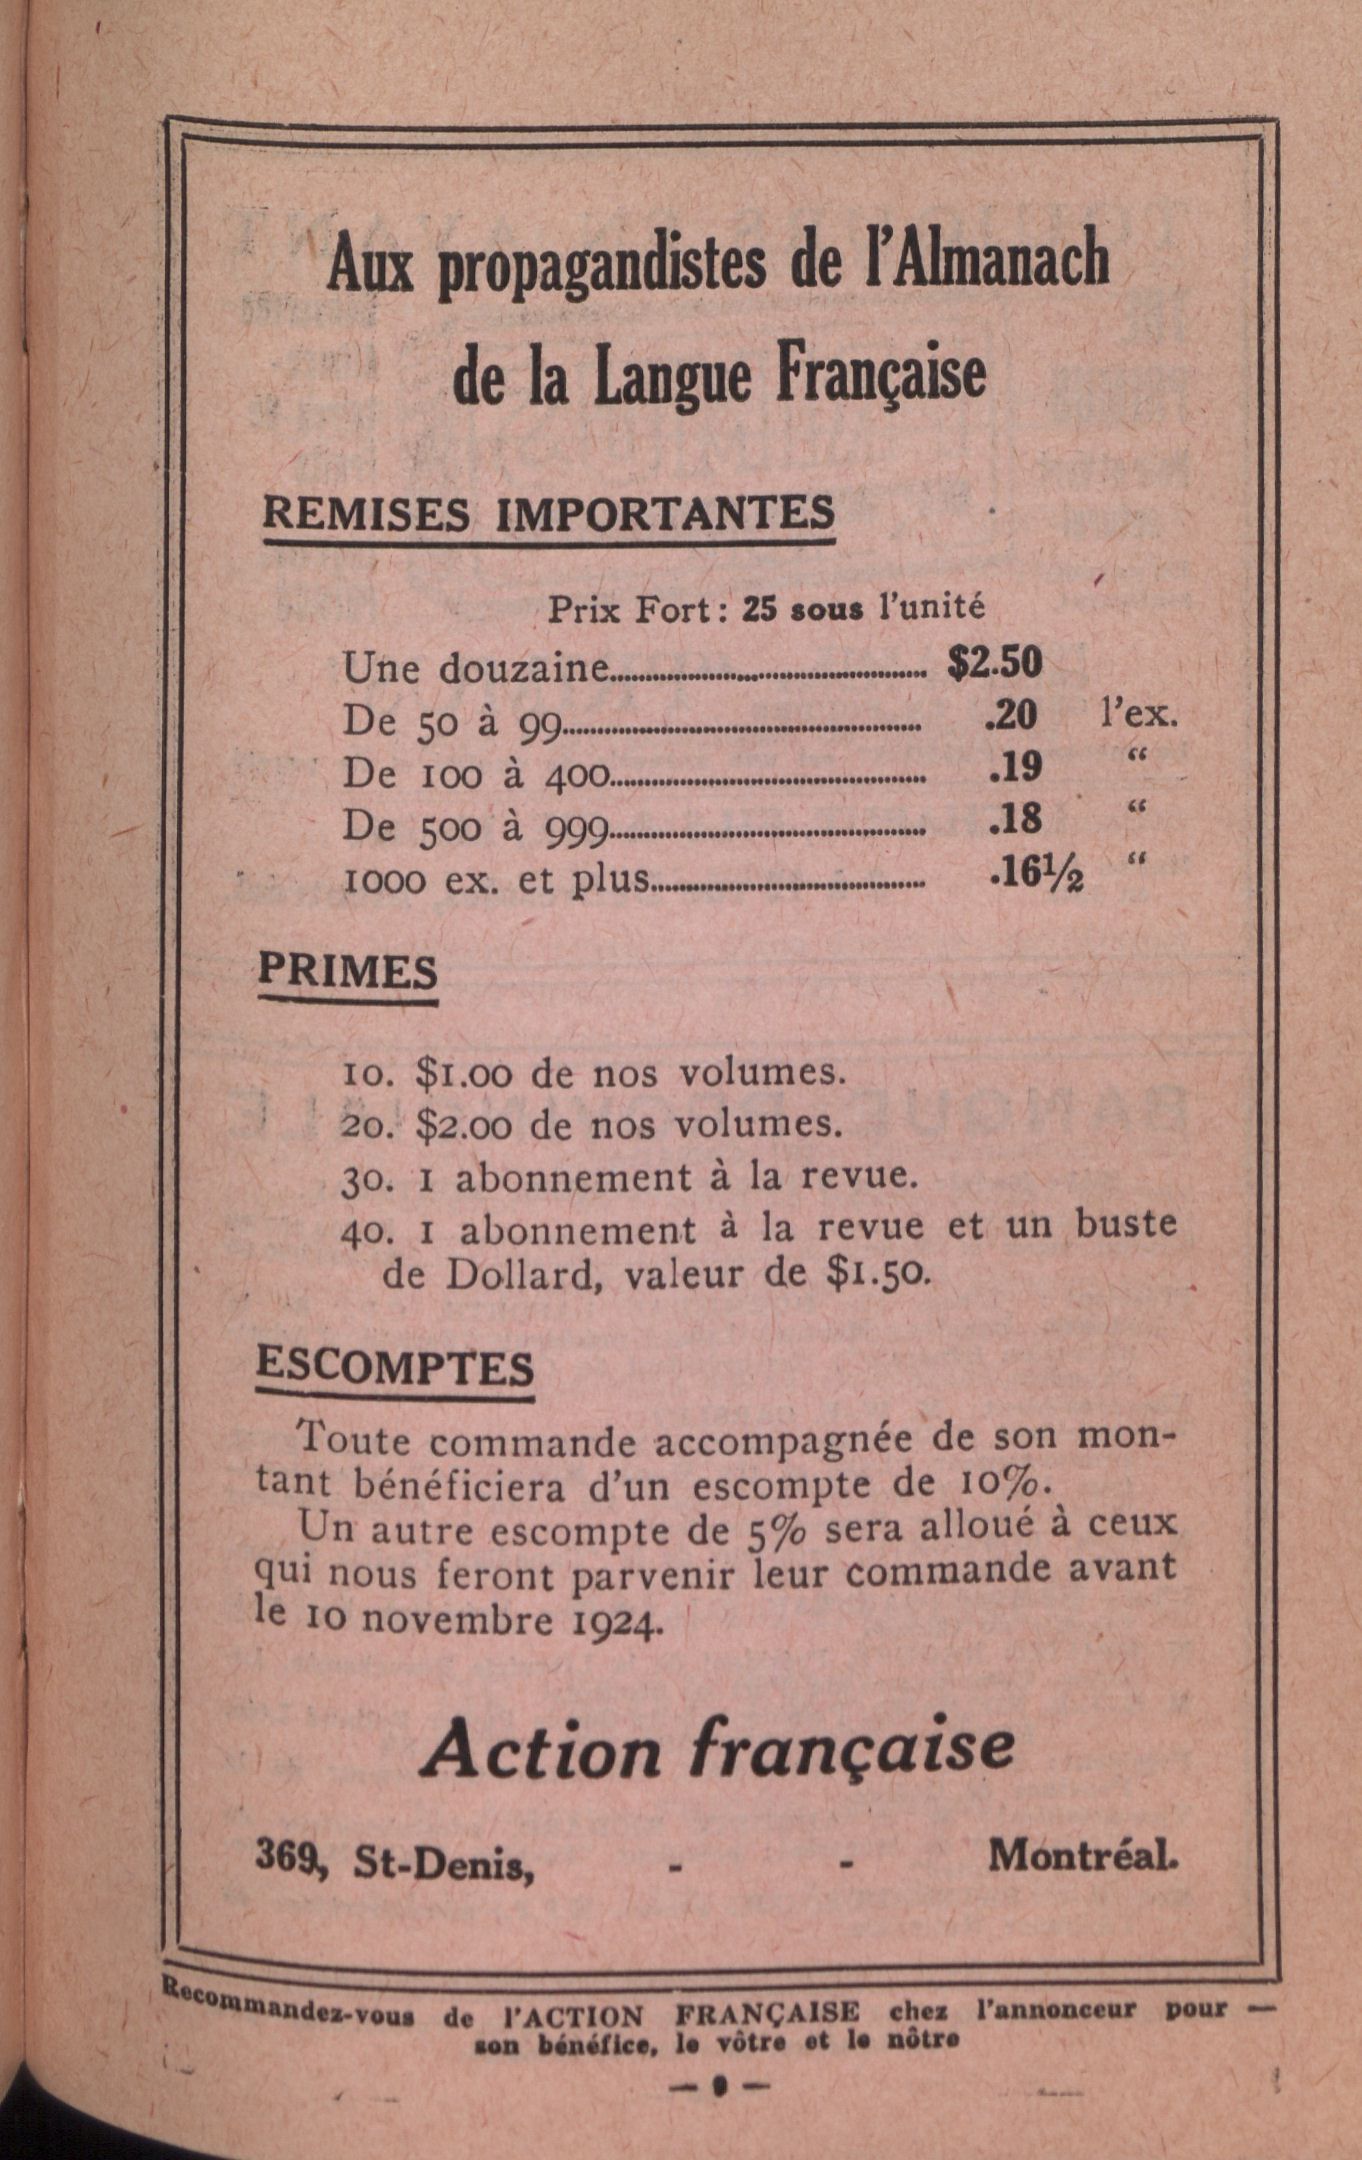 Aux propagandistes de l'Almanach
de la Langue Française
REMISES IMPORTANTES
Prix Fort: 25 sous l'unité
Une douzaine........................................ $2.50
De 50 à 99........................................ .20 l'ex.
De 100 à 400........................................ .19 “
De 500 à 999........................................ .18 “
1000 ex. et plus........................................ .16½ “
PRIMES
10. $1.00 de nos volumes.
20. $2.00 de nos volumes.
30. 1 abonnement à la revue.
40. 1 abonnement à la revue et un buste
de Dollard, valeur de $1.50.
ESCOMPTES
Toute commande accompagnée de son mon-
tant bénéficiera d'un escompte de 10%.
Un autre escompte de 5% sera alloué à ceux
qui nous feront parvenir leur commande avant
le 10 novembre 1924.
Action française
369, St-Denis, - - Montréal.
Recommandez-vous de l'ACTION FRANÇAISE chez l'annonceur pour —
son bénéfice, le vôtre et le nôtre
— 9 —